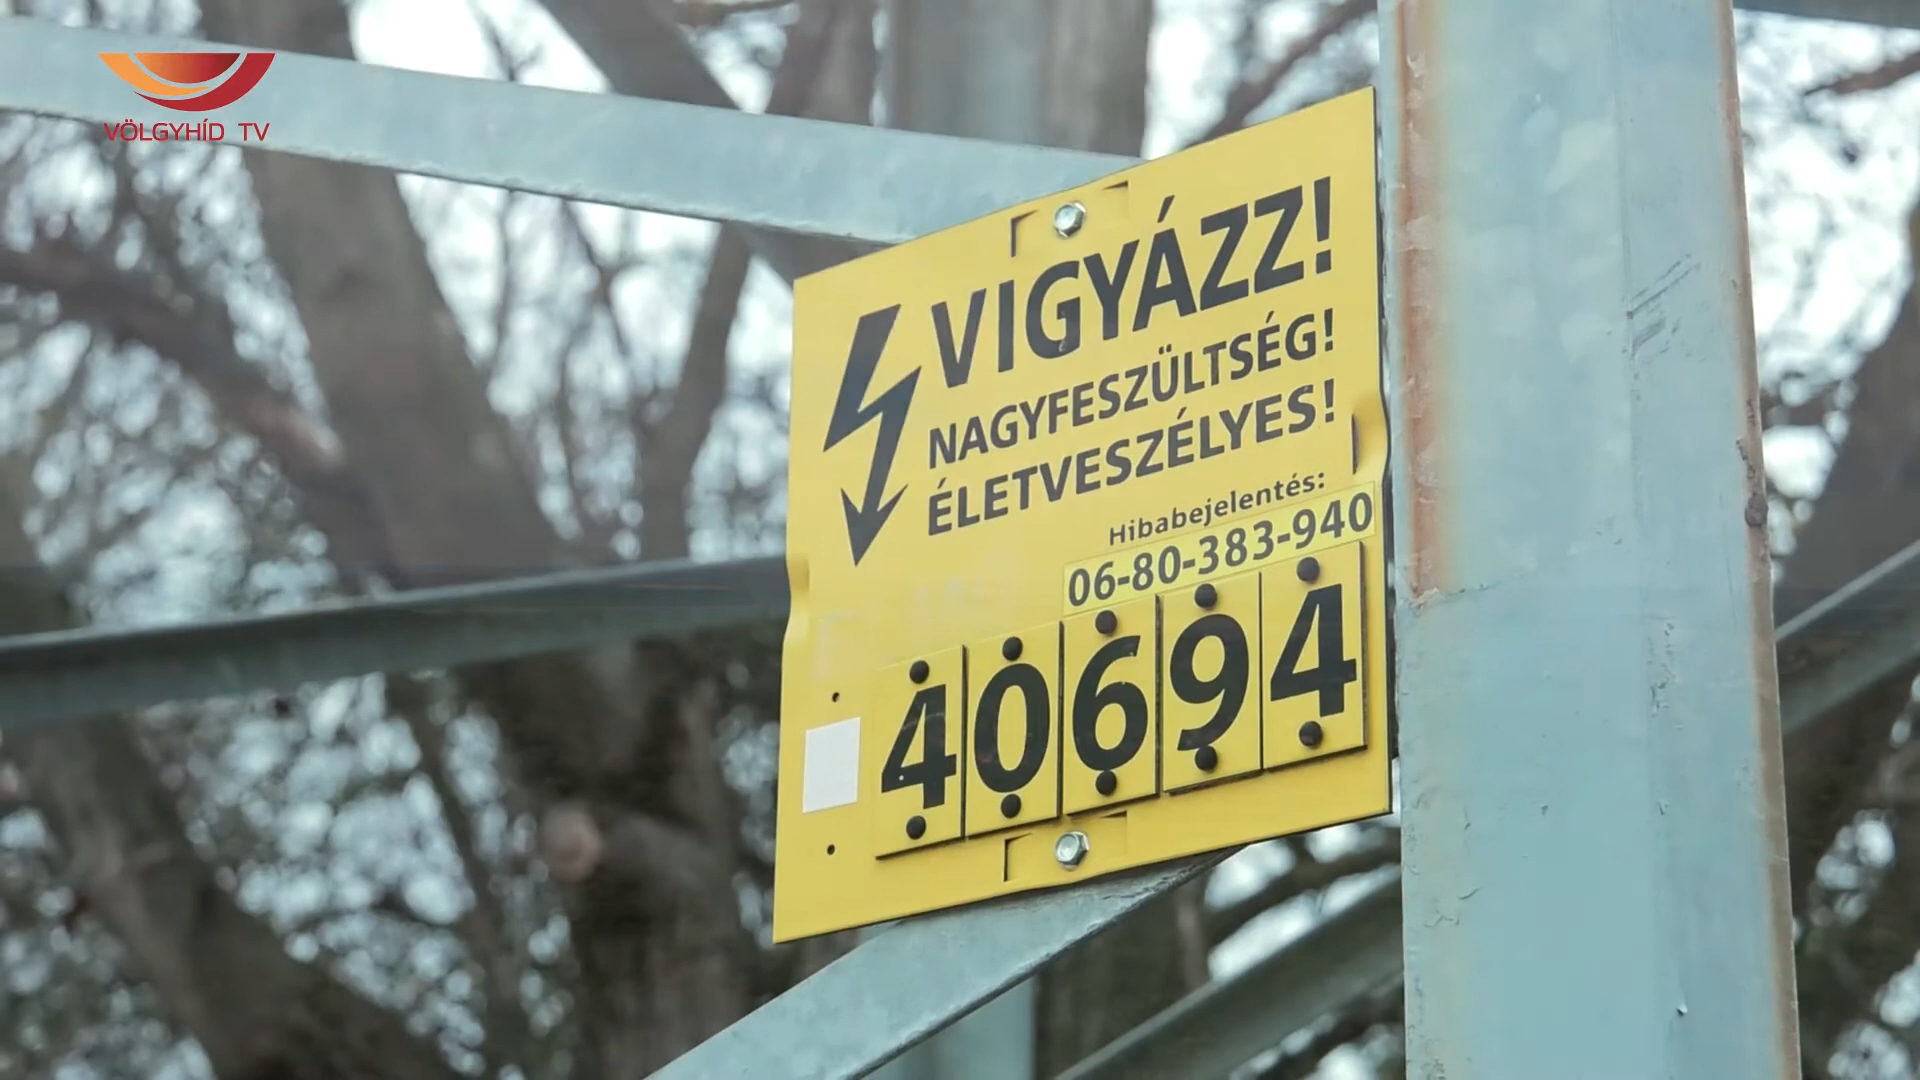 VÖLGYHÍD TV
VIGYÁZZ!
NAGYFESZÜLTSÉG!
ÉLETVESZÉLYES!
Hibabejelentés:
06-80-383-940
40694